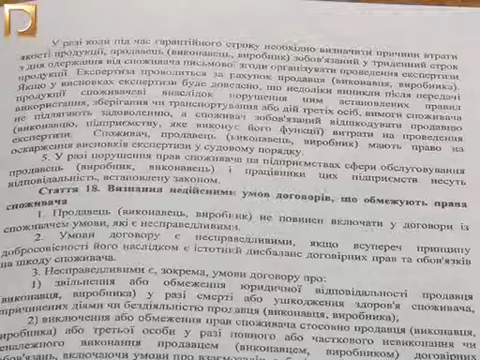 У разі коли під час гарантійного строку необхідно визначити причини втрати
якості продукції, продавець (виконавець, виробник) зобов'язаний у триденний строк
з дня одержання від споживача письмової згоди організувати проведення експертизи
продукції. Експертиза проводиться за рахунок продавця (виконавця, виробника).
Якщо у висновках експертизи буде доведено, що недоліки виникли після передачі
продукції споживачеві внаслідок порушення ним встановлених правил
використання, зберігання чи транспортування або дій третіх осіб, вимоги споживача
не підлягають задоволенню, а споживач зобов'язаний відшкодувати продавцю
(виконавцю, підприємству, яке виконує його функції) витрати на проведення
експертизи. Споживач, продавець (виконавець, виробник) мають право на
оскарження висновків експертизи у судовому порядку.
5. У разі порушення прав споживача на підприємствах сфери обслуговування
продавець (виробник, виконавець) і працівники цих підприємств несуть
відповідальність, встановлену законом.
Стаття 18. Визнання недійсними умов договорів, що обмежують права
споживача
1. Продавець (виконавець, виробник) не повинен включати у договори із
споживачем умови, які є несправедливими.
2. Умови договору є несправедливими, якщо всупереч принципу
добросовісності його наслідком є істотний дисбаланс договірних прав та обов'язків
на шкоду споживача.
3. Несправедливими є, зокрема, умови договору про:
1) звільнення або обмеження юридичної відповідальності продавця
(виконавця, виробника) у разі смерті або ушкодження здоров'я споживача,
спричинених діями чи бездіяльністю продавця (виконавця, виробника);
2) виключення або обмеження прав споживача стосовно продавця (виконавця,
виробника) або третьої особи у разі повного або часткового невиконання чи
неналежного виконання продавцем (виконавцем, виробником) договірних
зобов'язань, включаючи умови про